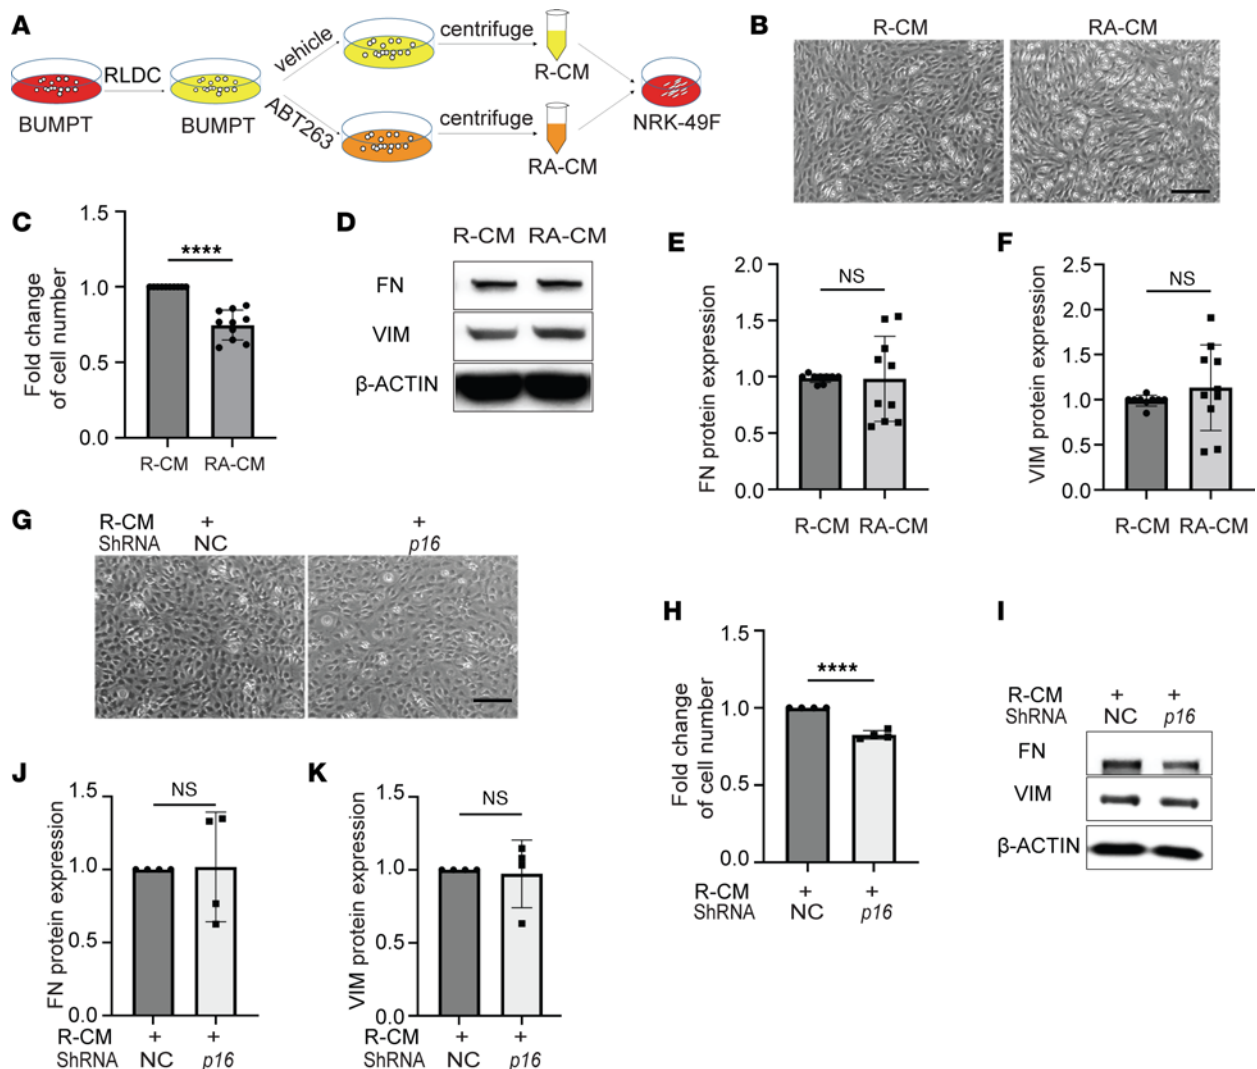 A
RLDC
vehicle
centrifuge
R-CM
BUMPT
BUMPT
ABT263
centrifuge
RA-CM
NRK-49F
B
R-CM RA-CM
C
Fold change
of cell number
1.5
1.0
0.5
0.0
****
R-CM RA-CM
D
R-CM RA-CM
FN
VIM
β-ACTIN
E
FN protein expression
2.0
1.5
1.0
0.5
0.0
NS
R-CM RA-CM
F
VIM protein expression
2.5
2.0
1.5
1.0
0.5
0.0
NS
R-CM RA-CM
G
R-CM + +
ShRNA NC p16
H
Fold change
of cell number
1.5
1.0
0.5
0.0
****
R-CM + +
ShRNA NC p16
I
R-CM + +
ShRNA NC p16
FN
VIM
β-ACTIN
J
FN protein expression
1.5
1.0
0.5
0.0
NS
R-CM + +
ShRNA NC p16
K
VIM protein expression
1.5
1.0
0.5
0.0
NS
R-CM + +
ShRNA NC p16